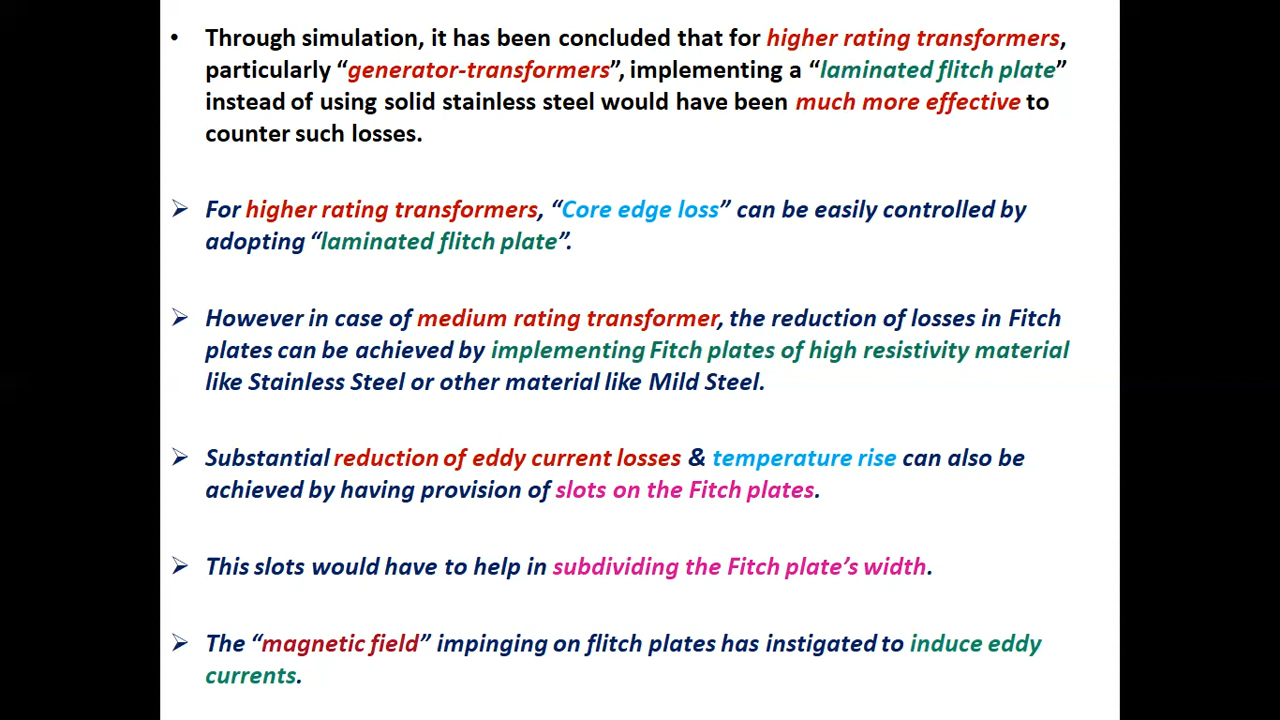 • Through simulation, it has been concluded that for higher rating transformers,
particularly “generator-transformers”, implementing a “laminated flitch plate”
instead of using solid stainless steel would have been much more effective to
counter such losses.
➢ For higher rating transformers, “Core edge loss” can be easily controlled by
adopting “laminated flitch plate”.
➢ However in case of medium rating transformer, the reduction of losses in Fitch
plates can be achieved by implementing Fitch plates of high resistivity material
like Stainless Steel or other material like Mild Steel.
➢ Substantial reduction of eddy current losses & temperature rise can also be
achieved by having provision of slots on the Fitch plates.
➢ This slots would have to help in subdividing the Fitch plate’s width.
➢ The “magnetic field” impinging on flitch plates has instigated to induce eddy
currents.